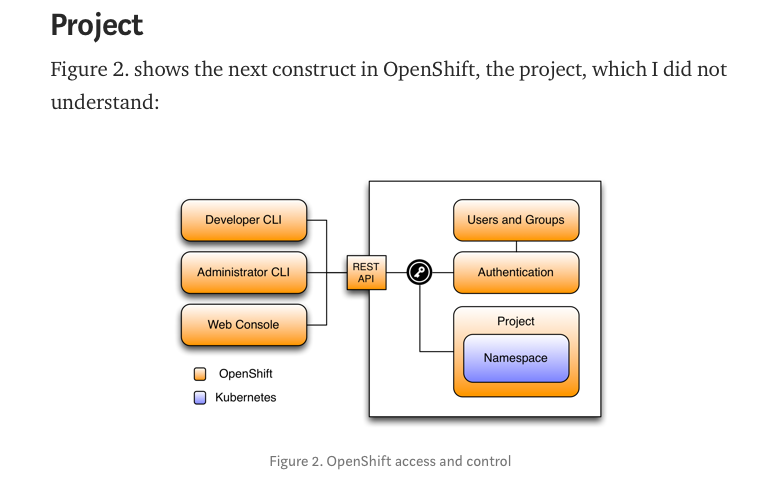 Project
Figure 2. shows the next construct in OpenShift, the project, which I did not
understand:
Developer CLI
Administrator CLI
Web Console
REST
API
Users and Groups
Authentication
Project
Namespace
OpenShift
Kubernetes
Figure 2. OpenShift access and control